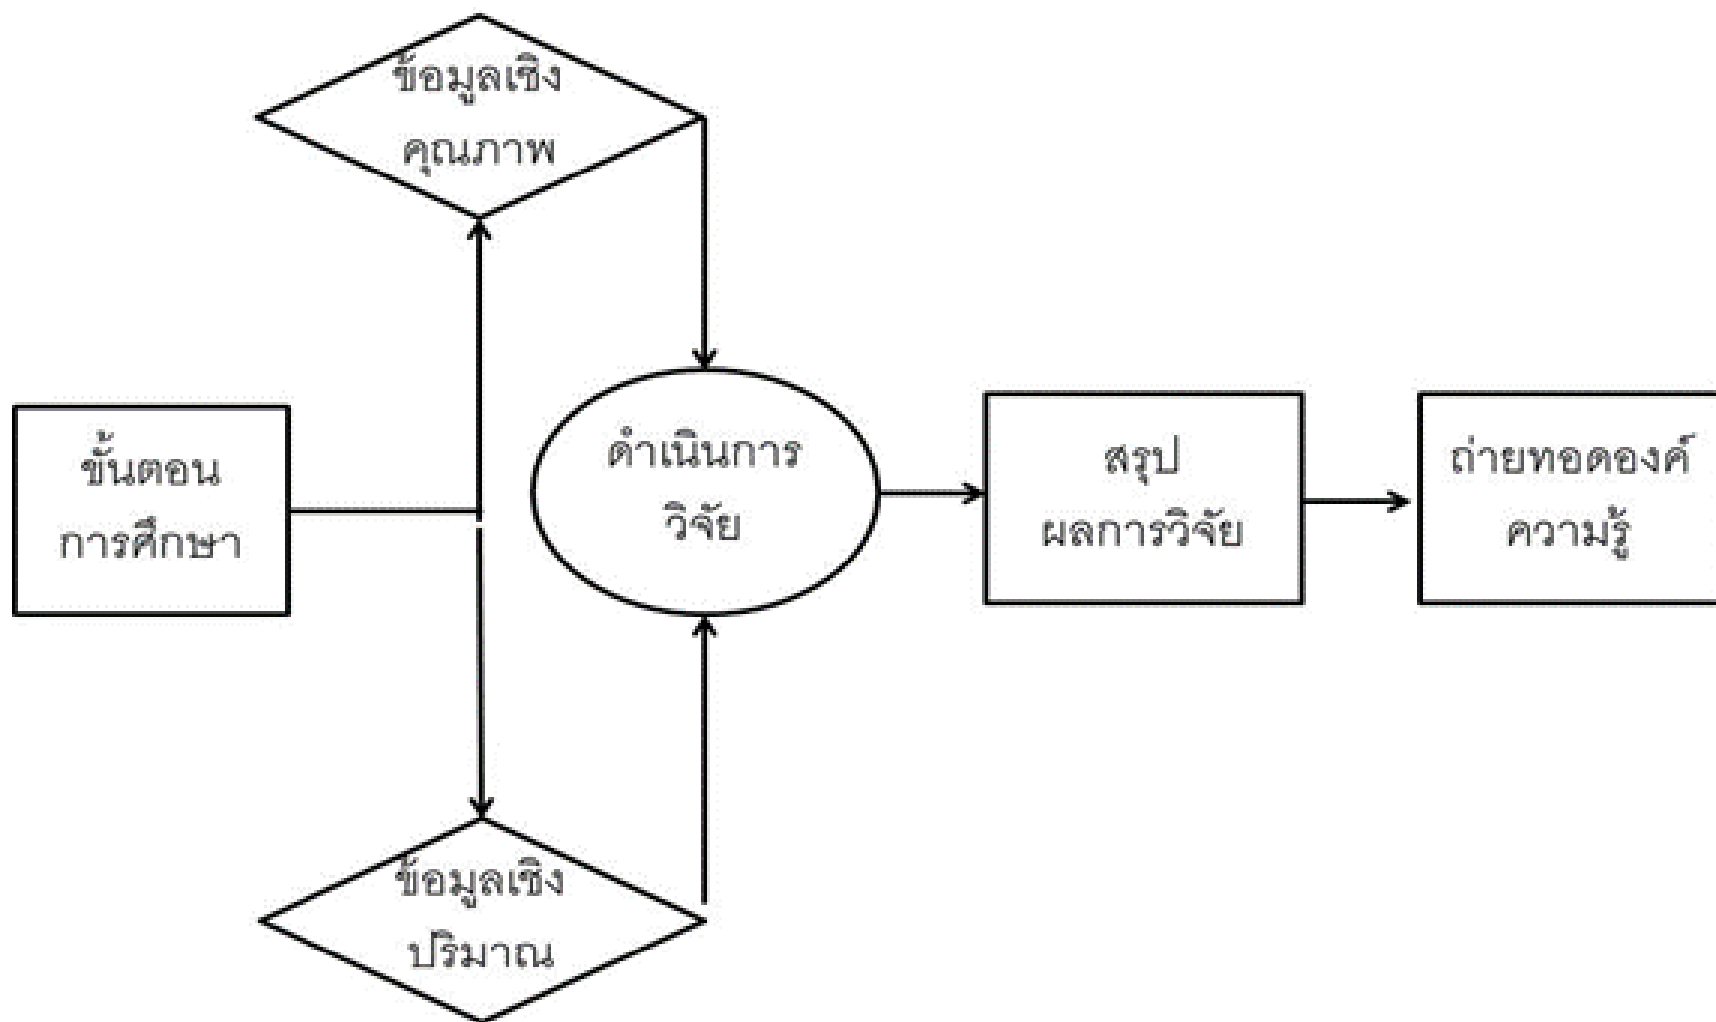 ข้อมูลเชิง
คุณภาพ
ขั้นตอน
การศึกษา
ดำเนินการ
วิจัย
สรุป
ผลการวิจัย
ถ่ายทอดองค์
ความรู้
ข้อมูลเชิง
ปริมาณ